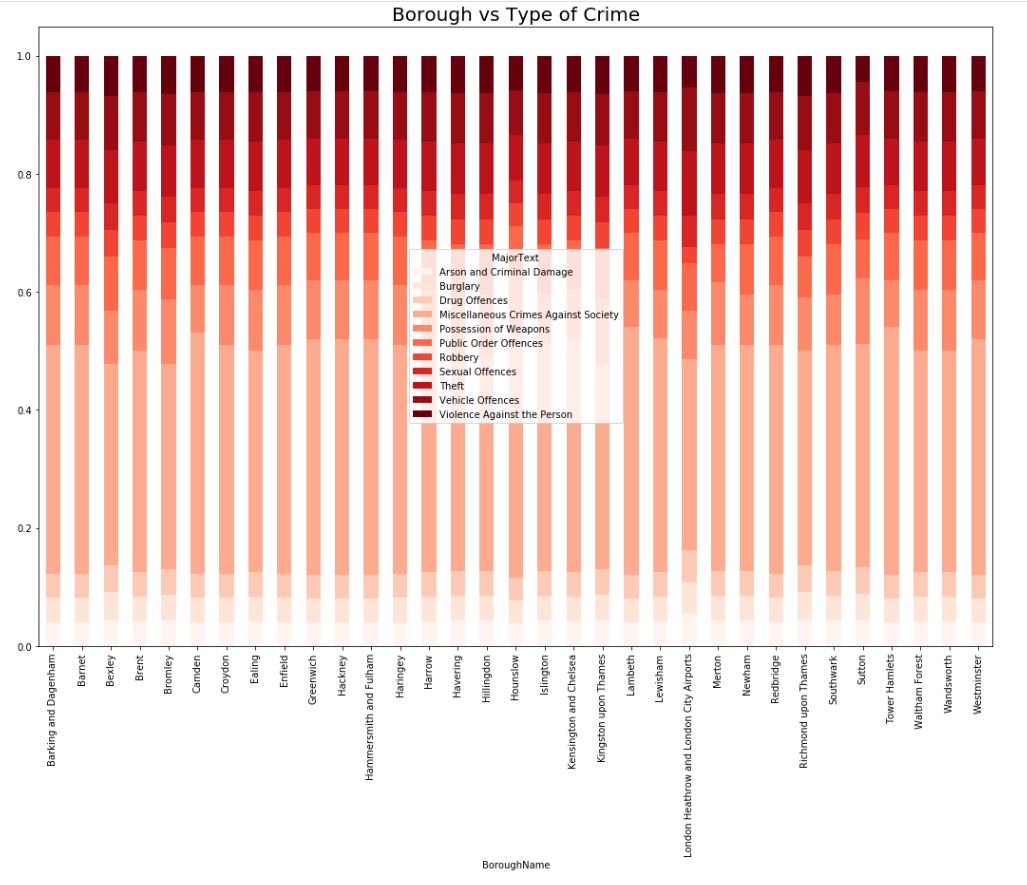 Borough vs Type of Crime
1.0
0.8
0.6
0.4
0.2
0.0
MajorText
Arson and Criminal Damage
Burglary
Drug Offences
Miscellaneous Crimes Against Society
Possession of Weapons
Public Order Offences
Robbery
Sexual Offences
Theft
Vehicle Offences
Violence Against the Person
Barking and Dagenham
Barnet
Bexley
Brent
Bromley
Camden
Croydon
Ealing
Enfield
Greenwich
Hackney
Hammersmith and Fulham
Haringey
Harrow
Havering
Hillingdon
Hounslow
Islington
Kensington and Chelsea
Kingston upon Thames
Lambeth
Lewisham
London Heathrow and London City Airports
Merton
Newham
Redbridge
Richmond upon Thames
Southwark
Sutton
Tower Hamlets
Waltham Forest
Wandsworth
Westminster
BoroughName